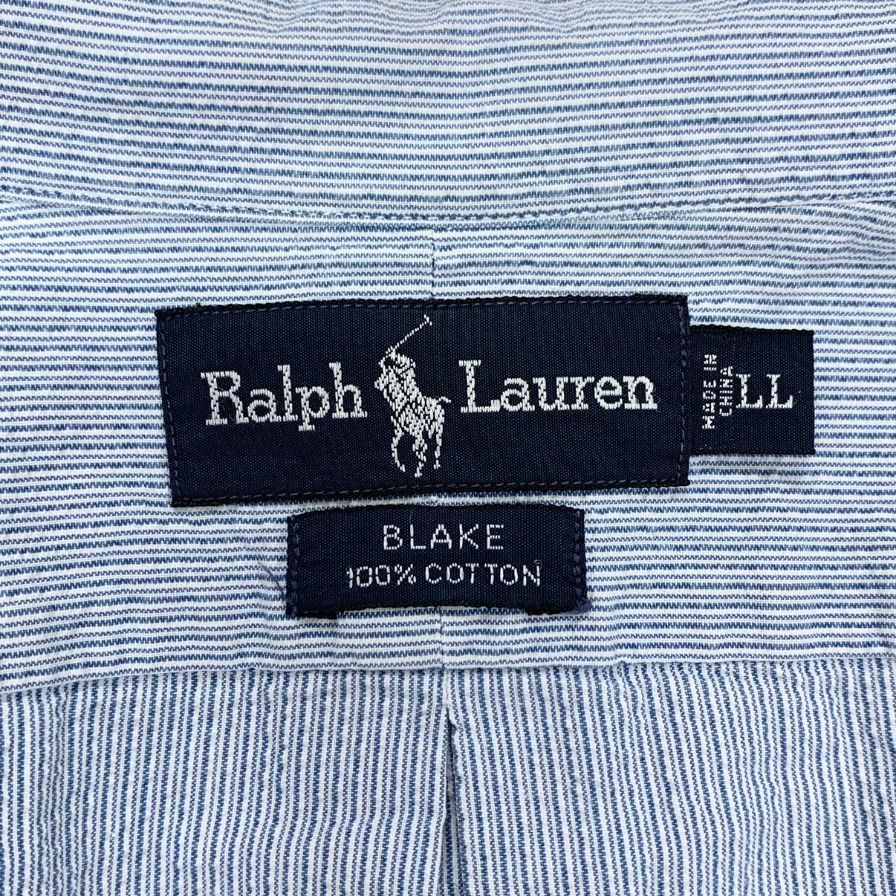 Ralph Lauren
MADE IN
CHINA
LL
BLAKE
100% COTTON